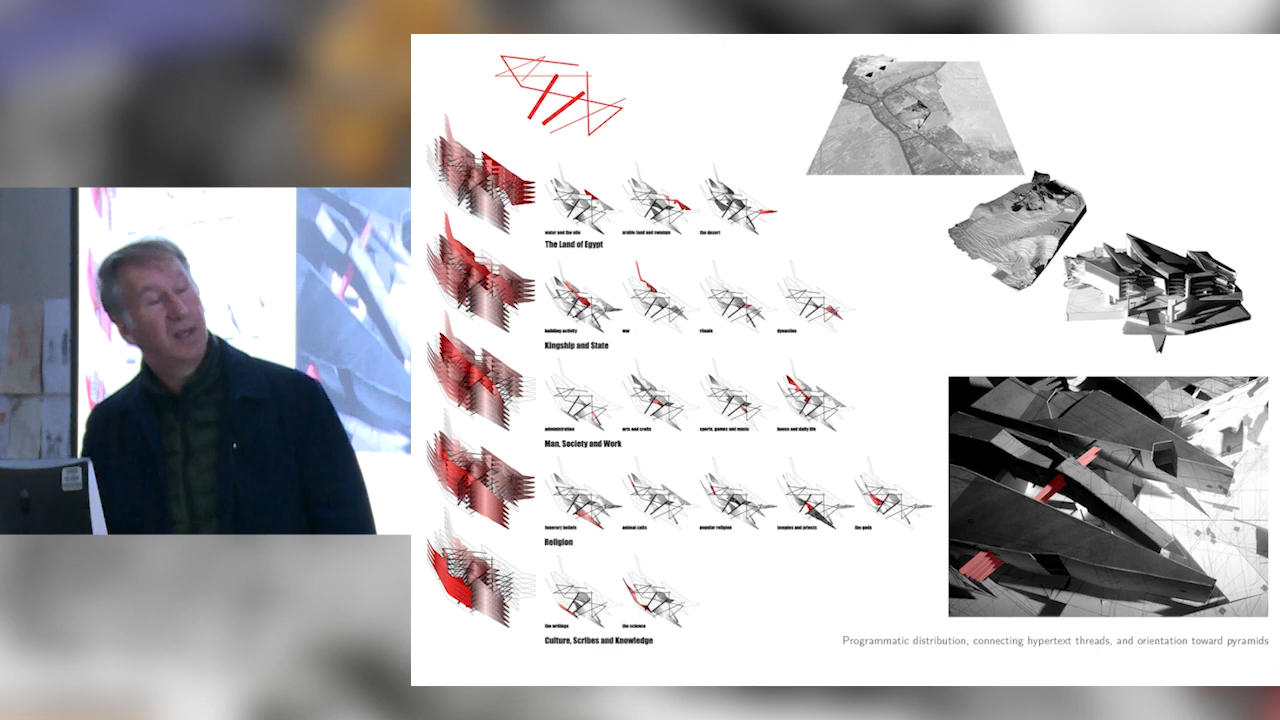 water and the nile
arable land and swamps
the desert
The Land of Egypt
building activity
war
rituals
dynasties
Kingship and State
administration
arts and crafts
sports, games and music
house and daily life
Man, Society and Work
funerary beliefs
animal cults
popular religion
temples and priests
the gods
Religion
the writings
the science
Culture, Scribes and Knowledge
Programmatic distribution, connecting hypertext threads, and orientation toward pyramids